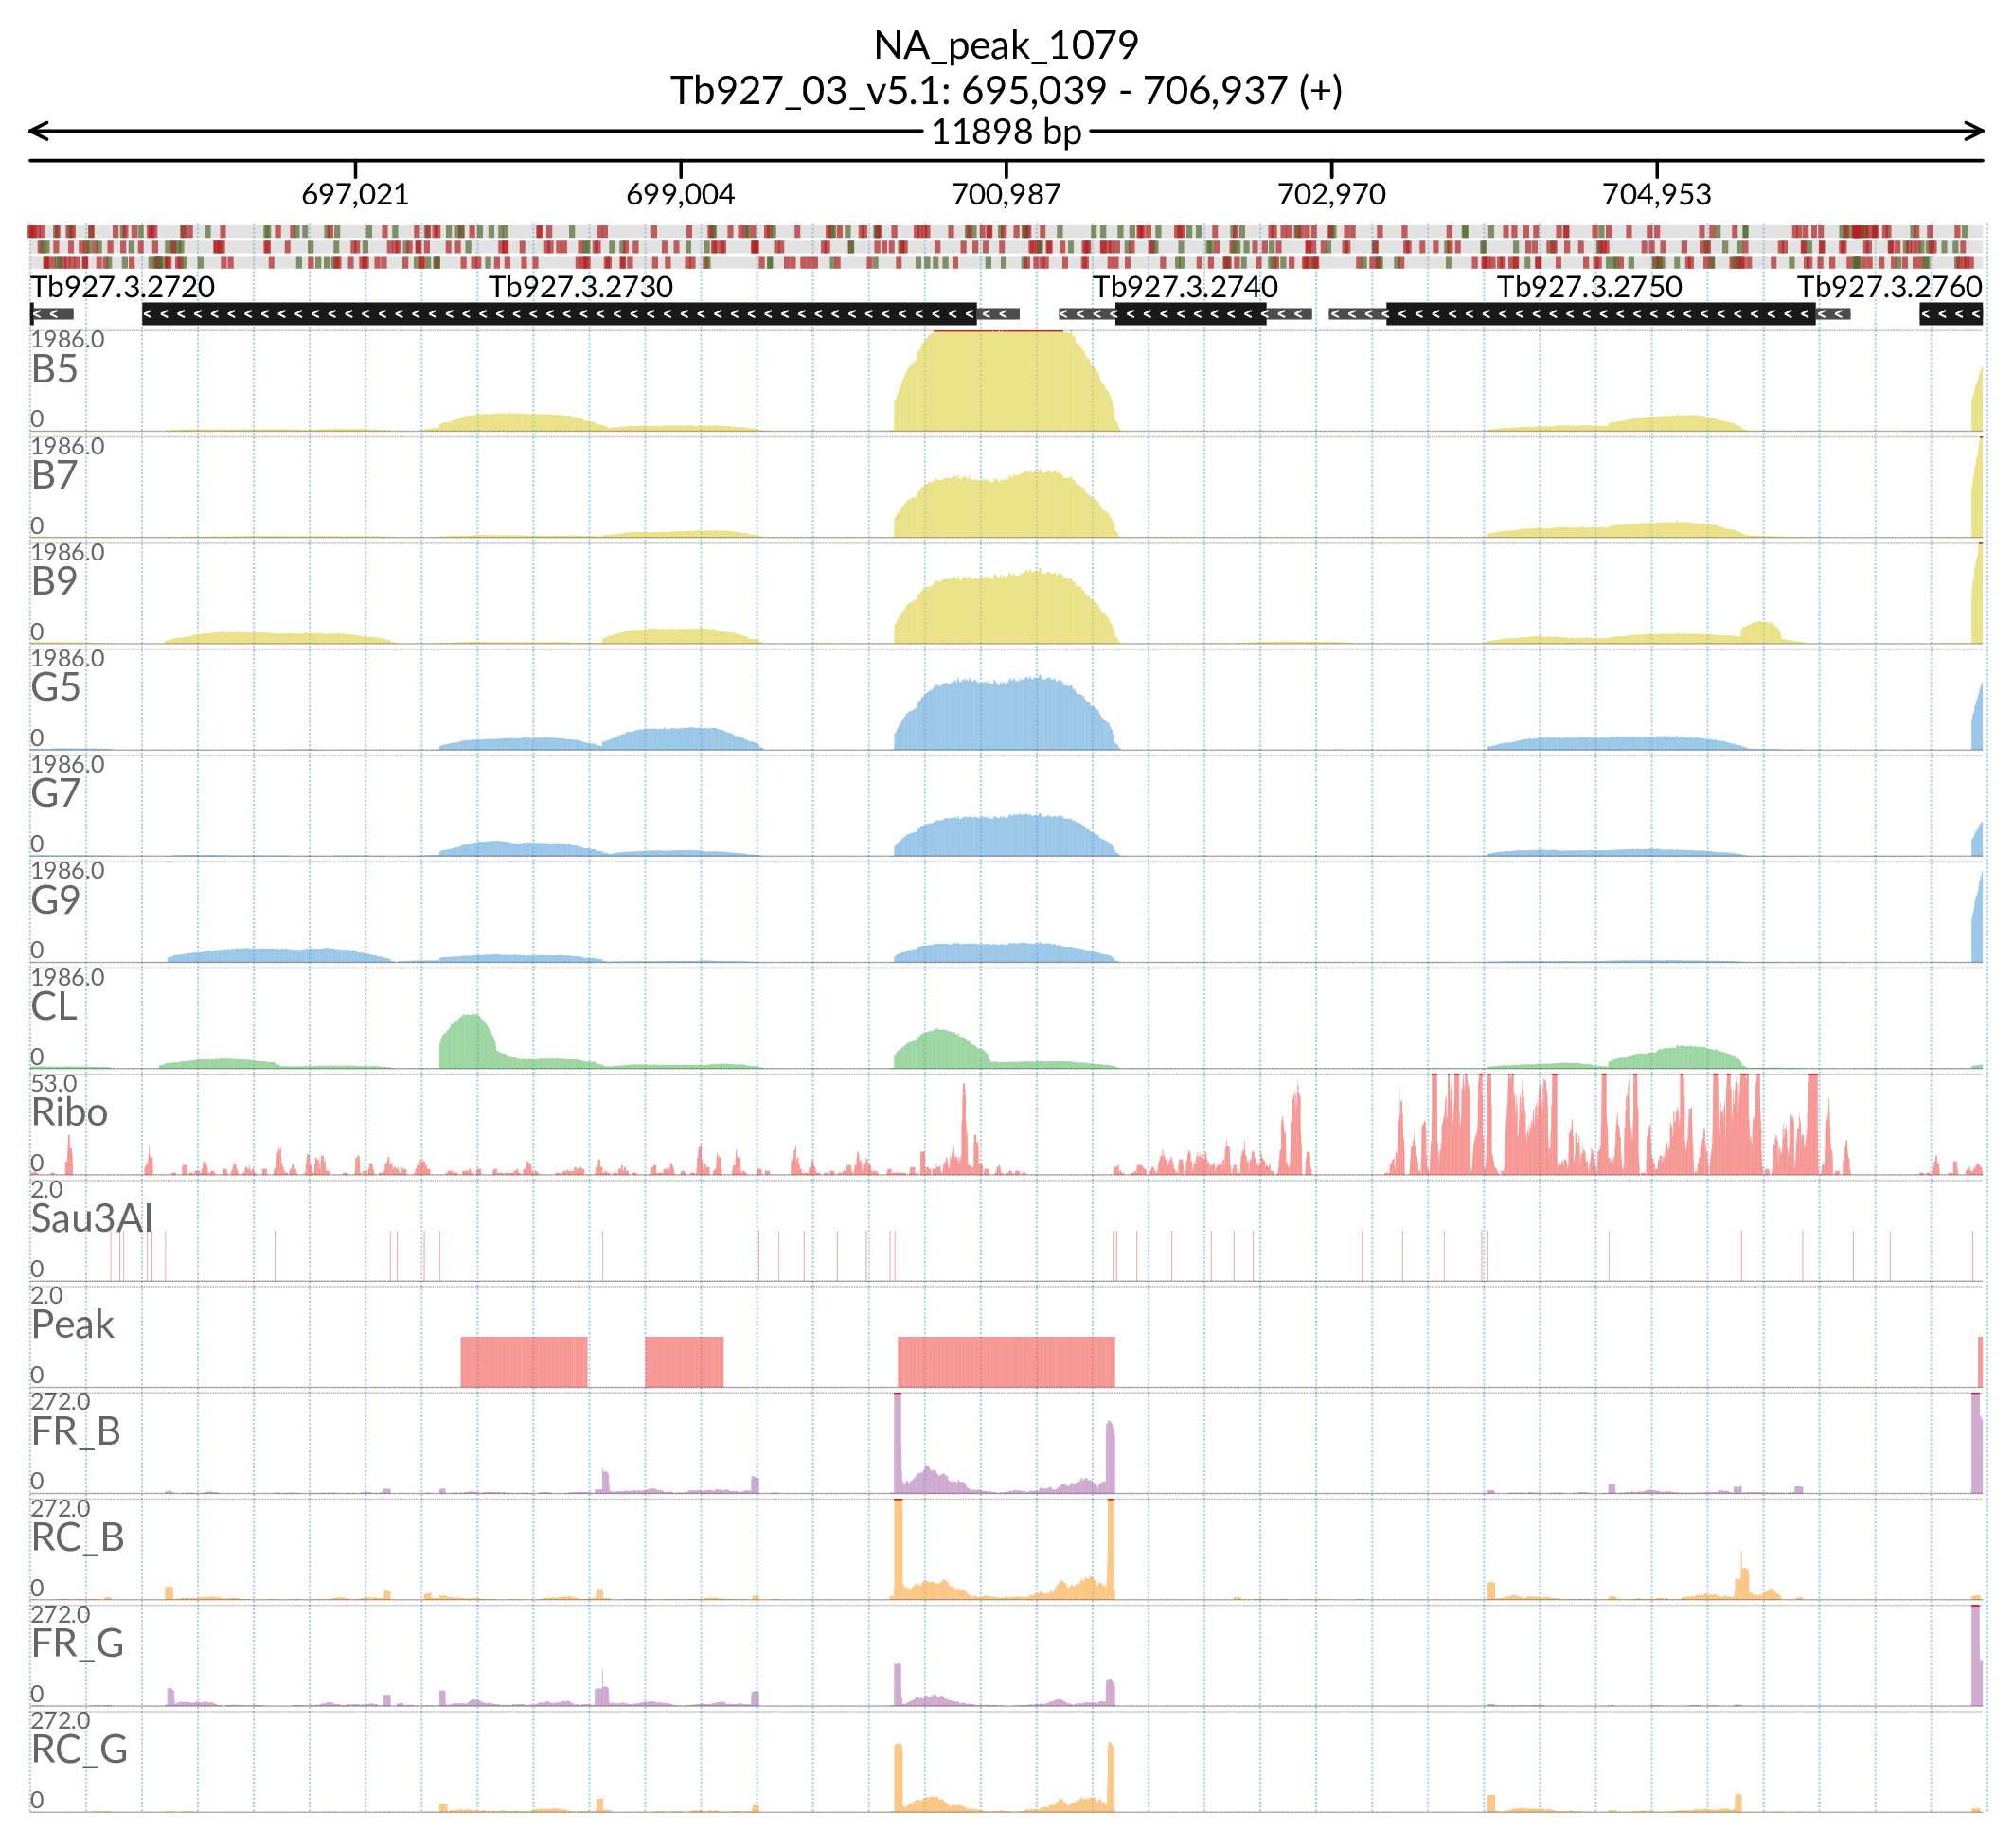 NA_peak_1079
Tb927_03_v5.1: 695,039 - 706,937 (+)
11898 bp
697,021 699,004 700,987 702,970 704,953
Tb927.3.2720 Tb927.3.2730 Tb927.3.2740 Tb927.3.2750 Tb927.3.2760
1986.0
B5
0
1986.0
B7
0
1986.0
B9
0
1986.0
G5
0
1986.0
G7
0
1986.0
G9
0
1986.0
CL
0
53.0
Ribo
0
2.0
Sau3AI
0
2.0
Peak
0
272.0
FR_B
0
272.0
RC_B
0
272.0
FR_G
0
272.0
RC_G
0